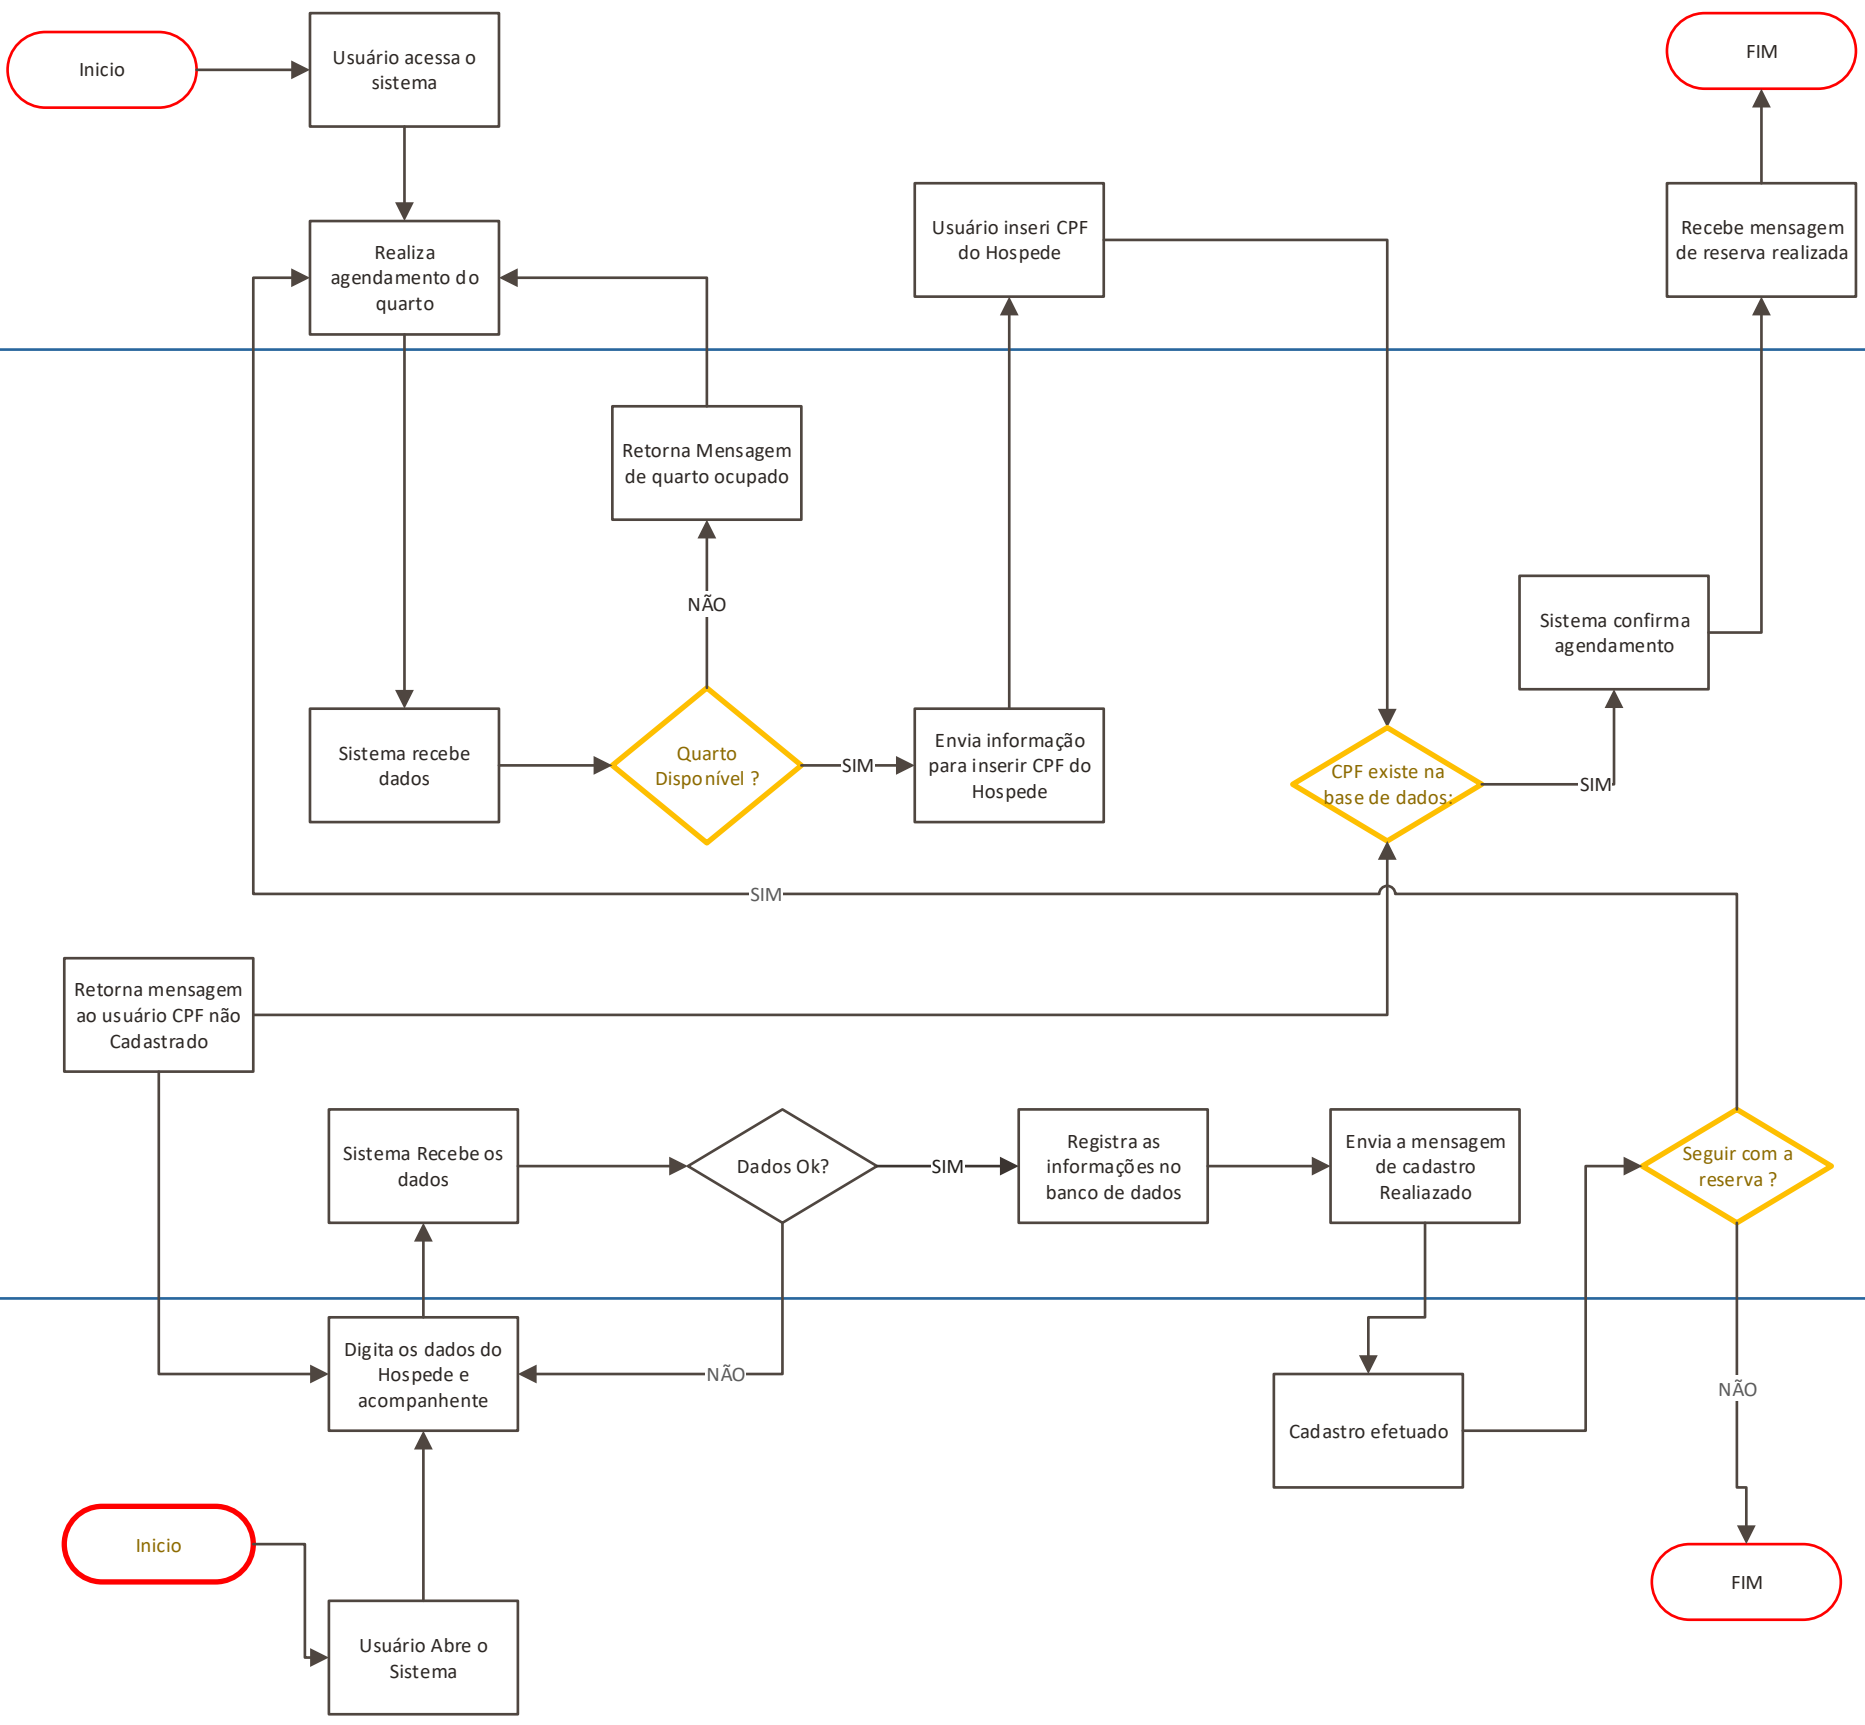 Inicio
Usuário acessa o
sistema
FIM
Realiza
agendamento do
quarto
Usuário inseri CPF
do Hospede
Recebe mensagem
de reserva realizada
Retorna Mensagem
de quarto ocupado
NÃO
Sistema confirma
agendamento
Sistema recebe
dados
Quarto
Disponível ?
SIM
Envia informação
para inserir CPF do
Hospede
CPF existe na
base de dados:
SIM
SIM
Retorna mensagem
ao usuário CPF não
Cadastrado
Sistema Recebe os
dados
Dados Ok?
SIM
Registra as
informações no
banco de dados
Envia a mensagem
de cadastro
Realiazado
Seguir com a
reserva ?
Digita os dados do
Hospede e
acompanhente
NÃO
Cadastro efetuado
NÃO
Inicio
FIM
Usuário Abre o
Sistema